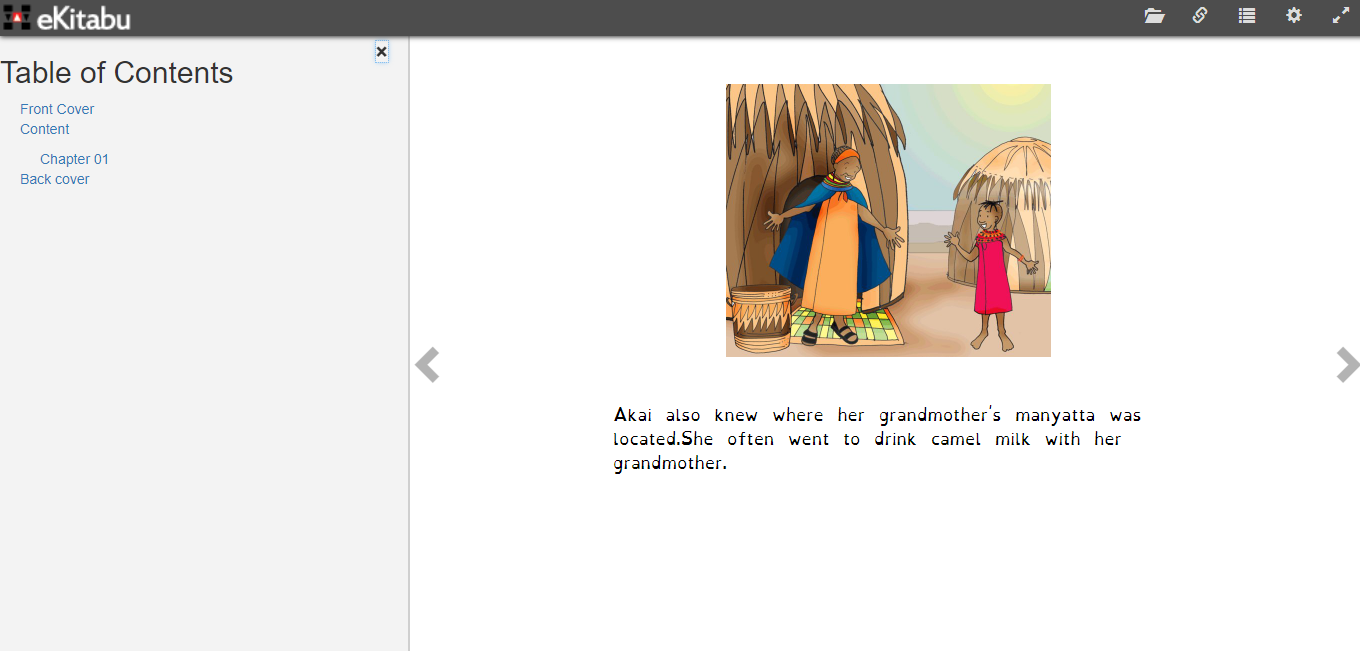 eKitabu
Table of Contents
Front Cover
Content
Chapter 01
Back cover
Akai also knew where her grandmother's manyatta was
located.She often went to drink camel milk with her
grandmother.